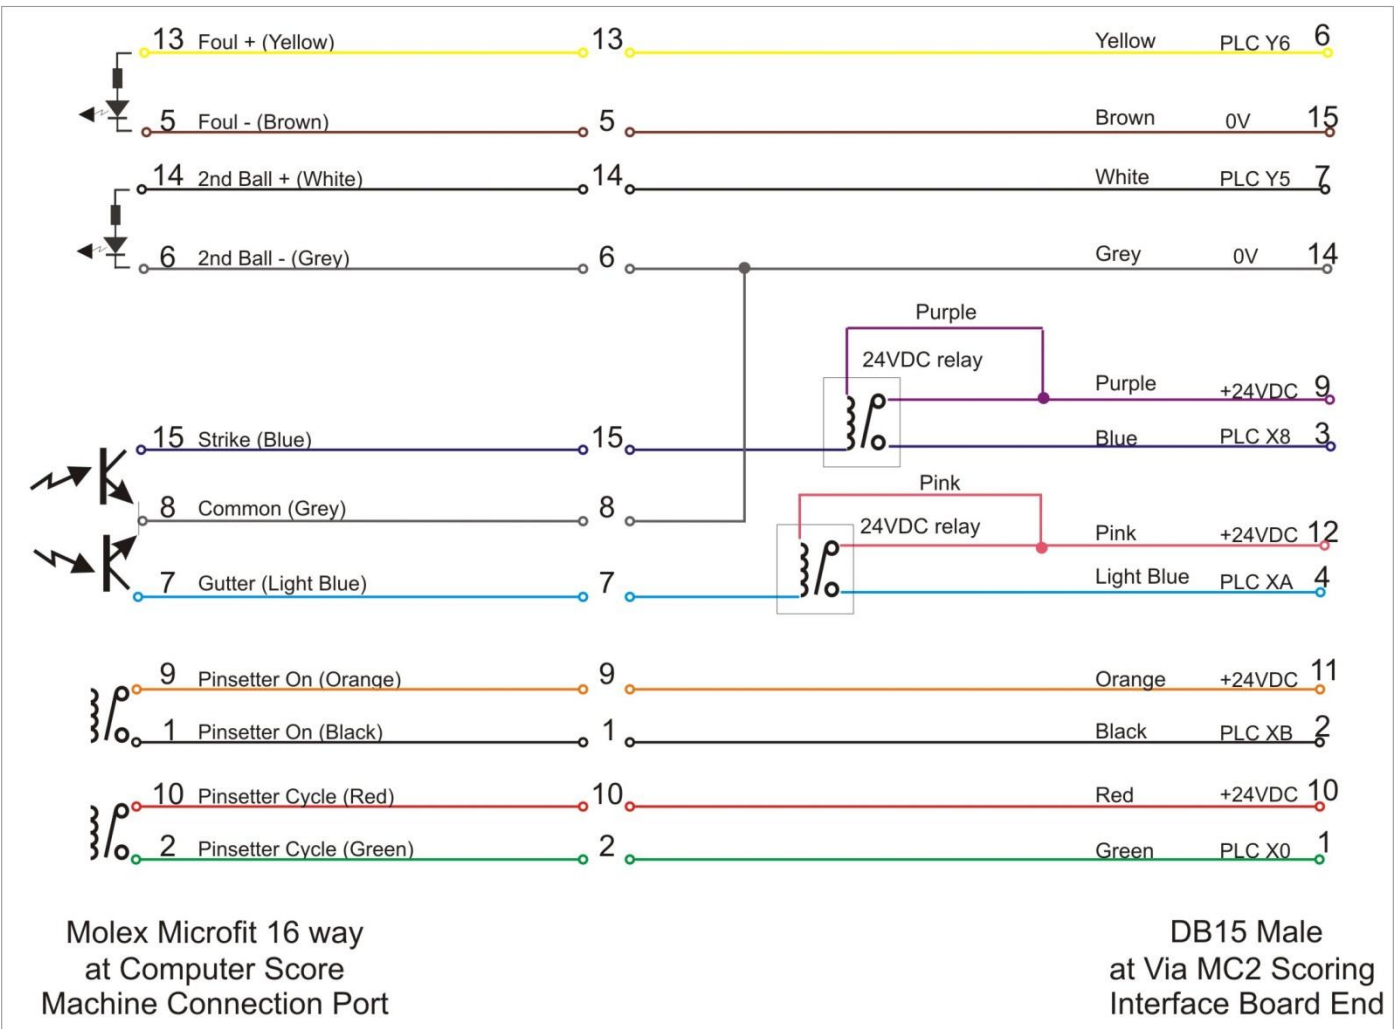 13 Foul + (Yellow) 13 Yellow PLC Y6 6
5 Foul - (Brown) 5 Brown 0V 15
14 2nd Ball + (White) 14 White PLC Y5 7
6 2nd Ball - (Grey) 6 Grey 0V 14
Purple
24VDC relay
Purple +24VDC 9
15 Strike (Blue) 15 Blue PLC X8 3
Pink
8 Common (Grey) 8
24VDC relay
Pink +24VDC 12
7 Gutter (Light Blue) 7 Light Blue PLC XA 4
9 Pinsetter On (Orange) 9 Orange +24VDC 11
1 Pinsetter On (Black) 1 Black PLC XB 2
10 Pinsetter Cycle (Red) 10 Red +24VDC 10
2 Pinsetter Cycle (Green) 2 Green PLC X0 1
Molex Microfit 16 way
at Computer Score
Machine Connection Port
DB15 Male
at Via MC2 Scoring
Interface Board End